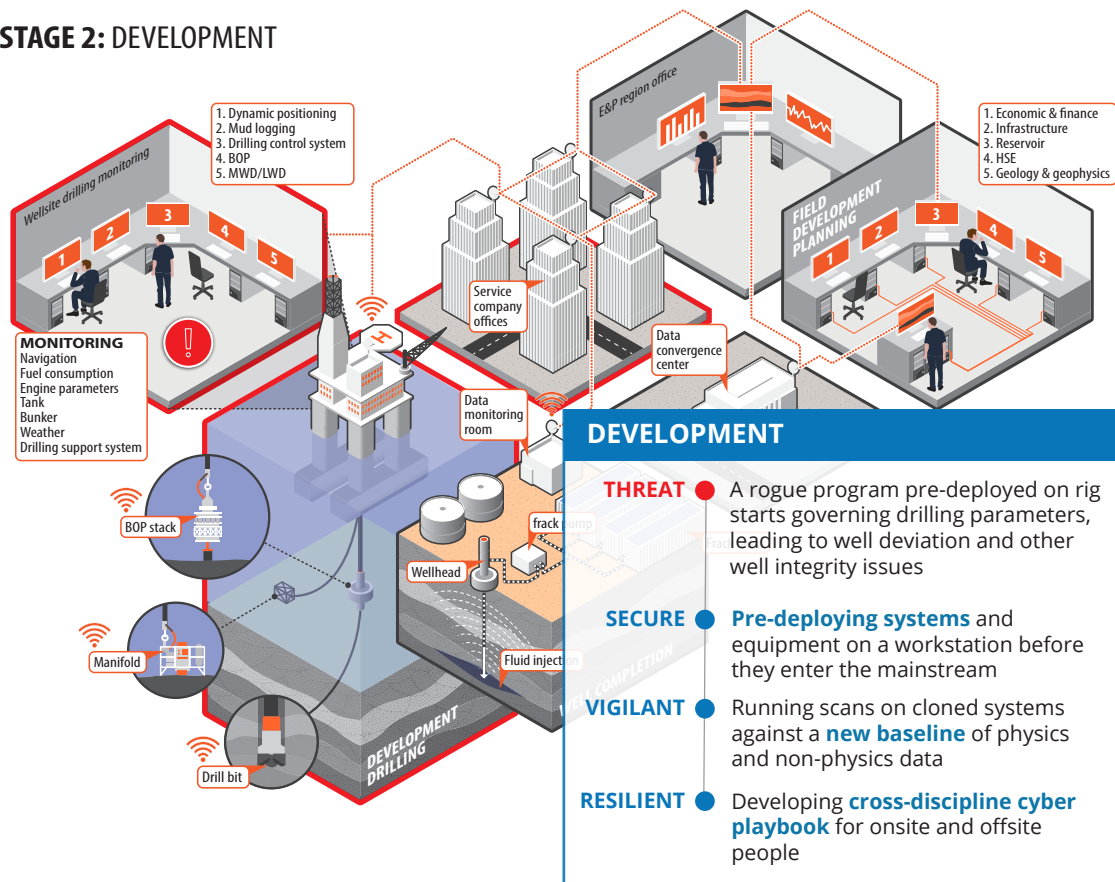 STAGE 2: DEVELOPMENT
E&P region office
1. Dynamic positioning
2. Mud logging
3. Drilling control system
4. BOP
5. MWD/LWD
1. Economic & finance
2. Infrastructure
3. Reservoir
4. HSE
5. Geology & geophysics
Wellsite drilling monitoring
1
2
3
4
5
FIELD
DEVELOPMENT
PLANNING
1
2
3
4
5
Service
company
offices
H
MONITORING
Navigation
Fuel consumption
Engine parameters
Tank
Bunker
Weather
Drilling support system
!
Data
convergence
center
Data
monitoring
room
BOP stack
frack pump
Frac
Wellhead
Manifold
Fluid injection
WELL COMPLETION
DEVELOPMENT
DRILLING
Drill bit
DEVELOPMENT
THREAT
A rogue program pre-deployed on rig
starts governing drilling parameters,
leading to well deviation and other
well integrity issues
SECURE
Pre-deploying systems and
equipment on a workstation before
they enter the mainstream
VIGILANT
Running scans on cloned systems
against a new baseline of physics
and non-physics data
RESILIENT
Developing cross-discipline cyber
playbook for onsite and offsite
people